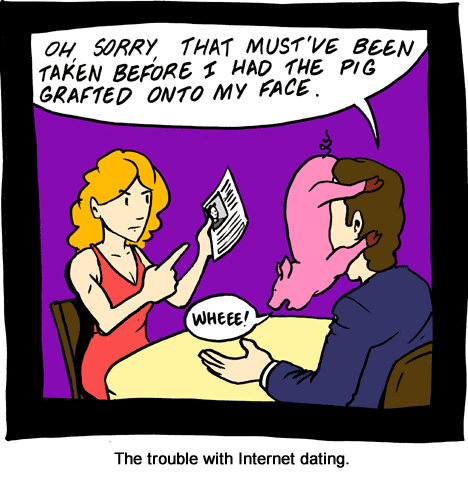 OH, SORRY, THAT MUST'VE BEEN
TAKEN BEFORE I HAD THE PIG
GRAFTED ONTO MY FACE.
WHEEE!
The trouble with Internet dating.